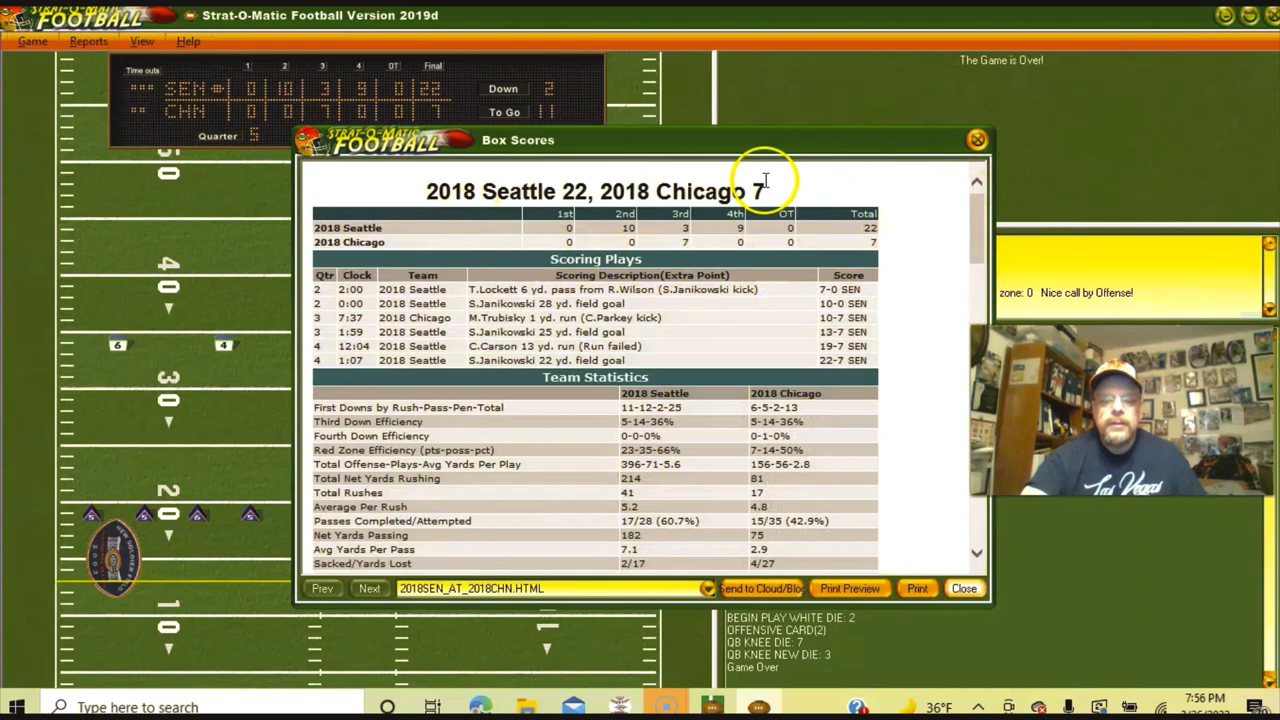 FOOTBALL
Strat-O-Matic Football Version 2019d
Game Reports View Help
The Game is Over!
Time outs 1 2 3 4 OT Final
SEN 0 10 3 9 0 22 Down 2
CHN 0 0 7 0 0 7 To Go 11
Quarter 5
STRAT-O-MATIC
FOOTBALL
Box Scores
2018 Seattle 22, 2018 Chicago 7
1st 2nd 3rd 4th OT Total
2018 Seattle 0 10 3 9 0 22
2018 Chicago 0 0 7 0 0 7
Scoring Plays
Qtr Clock Team Scoring Description(Extra Point) Score
2 2:00 2018 Seattle T.Lockett 6 yd. pass from R.Wilson (S.Janikowski kick) 7-0 SEN
2 0:00 2018 Seattle S.Janikowski 28 yd. field goal 10-0 SEN
3 7:37 2018 Chicago M.Trubisky 1 yd. run (C.Parkey kick) 10-7 SEN
3 1:59 2018 Seattle S.Janikowski 25 yd. field goal 13-7 SEN
4 12:04 2018 Seattle C.Carson 13 yd. run (Run failed) 19-7 SEN
4 1:07 2018 Seattle S.Janikowski 22 yd. field goal 22-7 SEN
Team Statistics
2018 Seattle 2018 Chicago
First Downs by Rush-Pass-Pen-Total 11-12-2-25 6-5-2-13
Third Down Efficiency 5-14-36% 5-14-36%
Fourth Down Efficiency 0-0-0% 0-1-0%
Red Zone Efficiency (pts-poss-pct) 23-35-66% 7-14-50%
Total Offense-Plays-Avg Yards Per Play 396-71-5.6 156-56-2.8
Total Net Yards Rushing 214 81
Total Rushes 41 17
Average Per Rush 5.2 4.8
Passes Completed/Attempted 17/28 (60.7%) 15/35 (42.9%)
Net Yards Passing 182 75
Avg Yards Per Pass 7.1 2.9
Sacked/Yards Lost 2/17 4/27
Prev Next 2018SEN_AT_2018CHN.HTML Send to Cloud/Blo Print Preview Print Close
zone: 0 Nice call by Offense!
40
30
20
10
6 4
Las Vegas
BEGIN PLAY WHITE DIE: 2
OFFENSIVE CARD(2)
QB KNEE DIE: 7
QB KNEE NEW DIE: 3
Game Over
Type here to search
36°F
7:56 PM